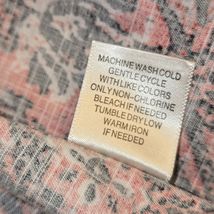 MACHINE WASH COLD
GENTLE CYCLE
WITH LIKE COLORS
ONLY NON-CHLORINE
BLEACH IF NEEDED
TUMBLE DRY LOW
WARM IRON
IF NEEDED